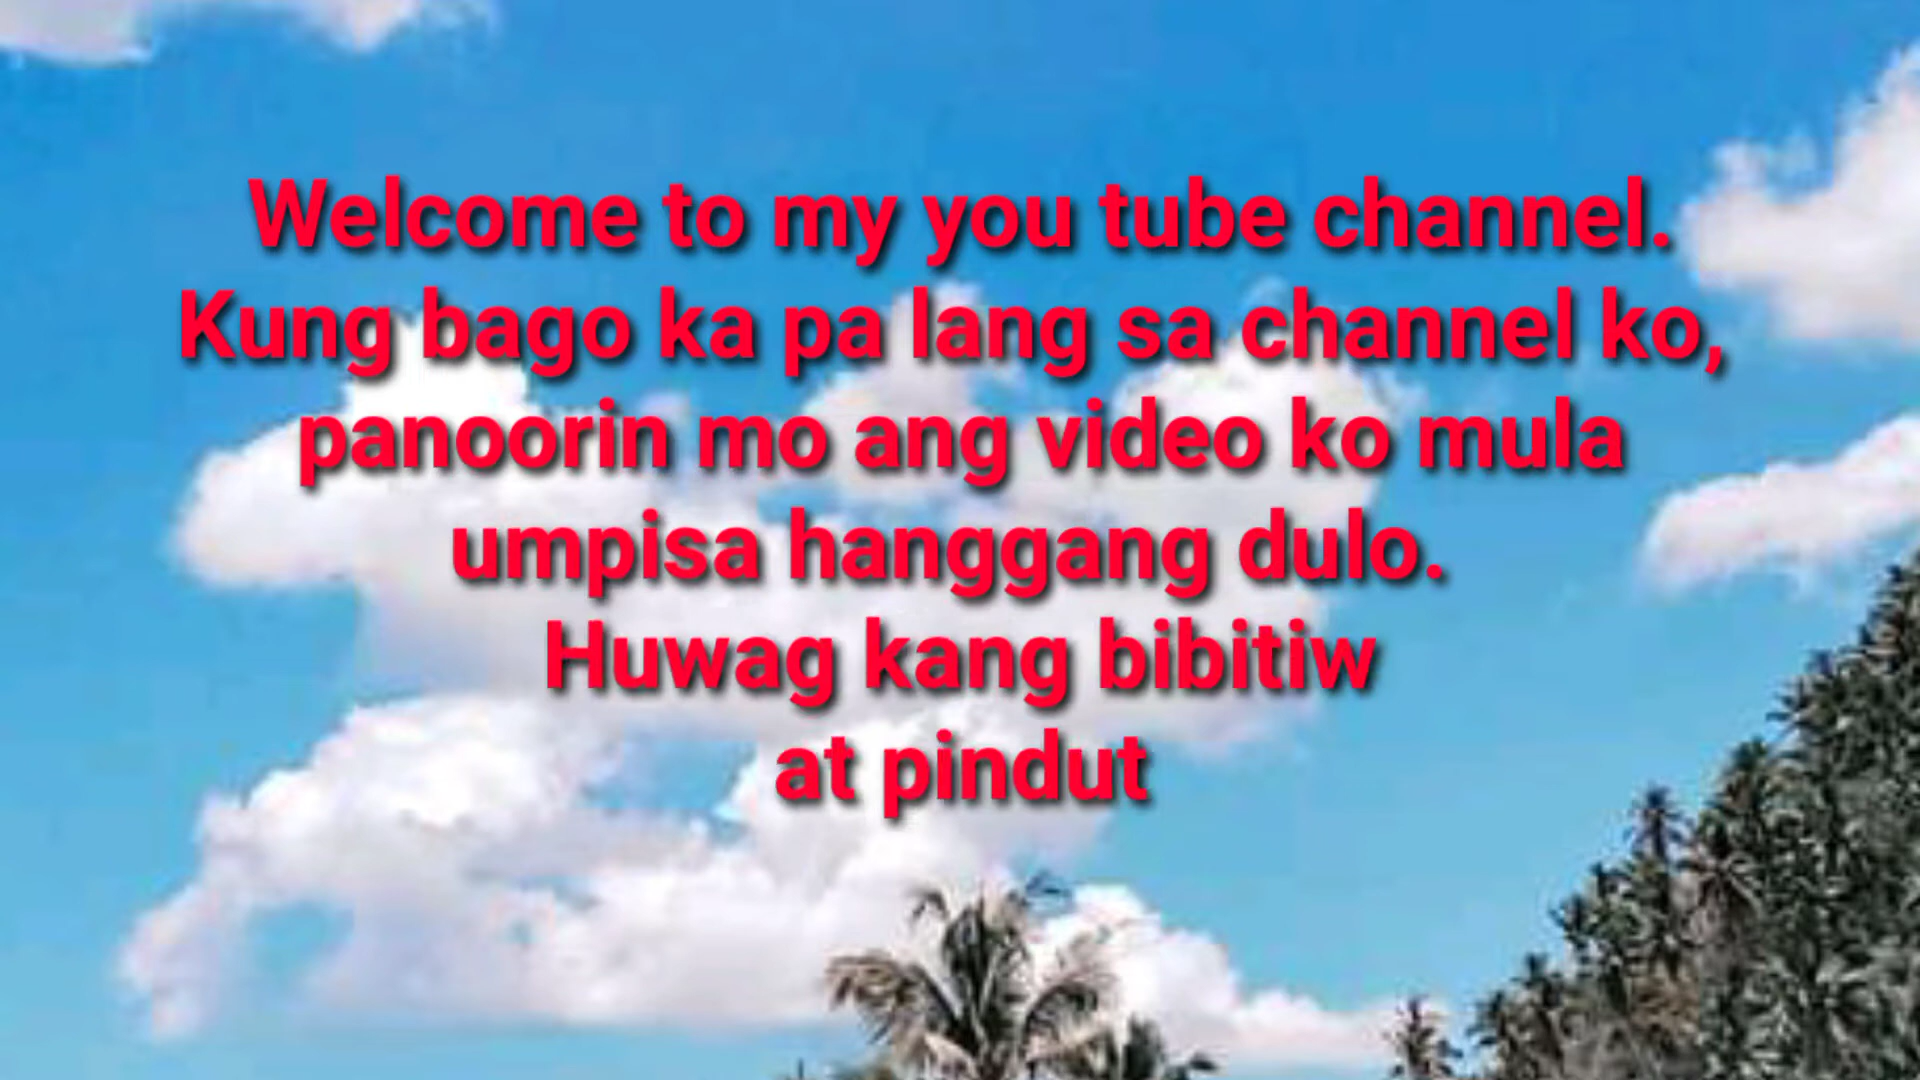 Welcome to my you tube channel.
Kung bago ka pa lang sa channel ko,
panoorin mo ang video ko mula
umpisa hanggang dulo.
Huwag kang bibitiw
at pindut